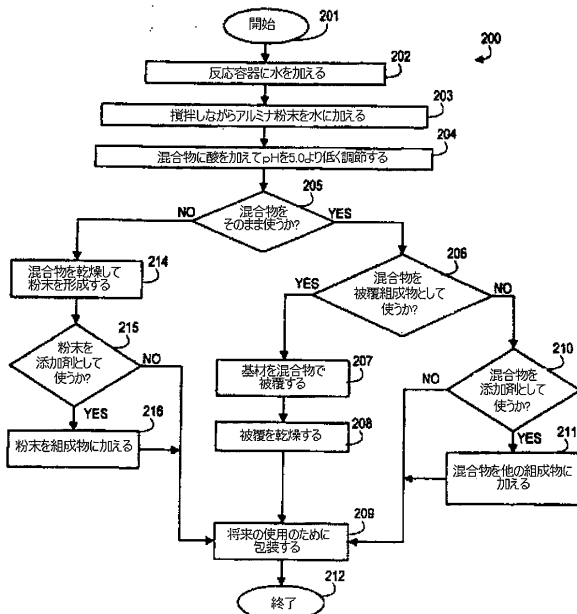 開始
201
200
202
反応容器に水を加える
203
撹拌しながらアルミナ粉末を水に加える
204
混合物に酸を加えてpHを5.0より低く調節する
205
混合物を
そのまま使うか?
NO
YES
214
混合物を乾燥して
粉末を形成する
206
混合物を
被覆組成物として
使うか?
YES
NO
215
粉末を
添加剤として
使うか?
NO
YES
207
基材を混合物で
被覆する
210
混合物を
添加剤として
使うか?
NO
YES
216
粉末を組成物に加える
208
被覆を乾燥する
211
混合物を他の組成物に
加える
209
将来の使用のために
包装する
212
終了